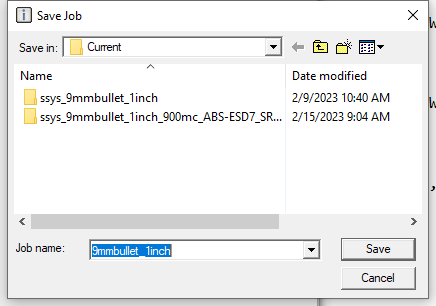 Save Job
Save in: Current
Name Date modified
ssys_9mmbullet_1inch 2/9/2023 10:40 AM
ssys_9mmbullet_1inch_900mc_ABS-ESD7_SR... 2/15/2023 9:04 AM
Job name: 9mmbullet_1inch Save
Cancel